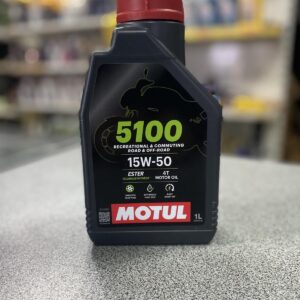 5100
RECREATIONAL & COMMUTING
ROAD & OFF-ROAD
15W-50
ESTER 4T
MOTOR OIL
MOTUL
1L